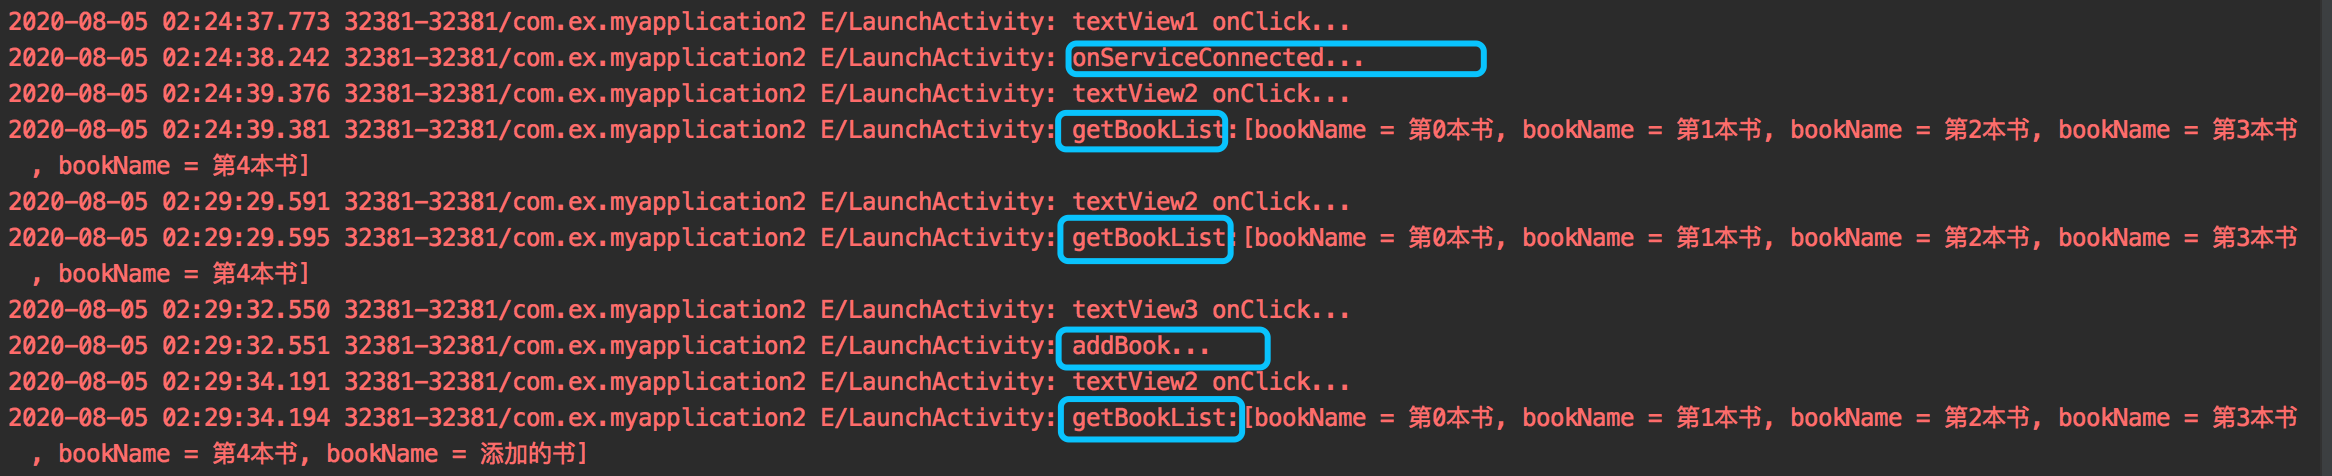 2020-08-05 02:24:37.773 32381-32381/com.ex.myapplication2 E/LaunchActivity: textView1 onClick...
2020-08-05 02:24:38.242 32381-32381/com.ex.myapplication2 E/LaunchActivity: onServiceConnected...
2020-08-05 02:24:39.376 32381-32381/com.ex.myapplication2 E/LaunchActivity: textView2 onClick...
2020-08-05 02:24:39.381 32381-32381/com.ex.myapplication2 E/LaunchActivity: getBookList:[bookName = 第0本书, bookName = 第1本书, bookName = 第2本书, bookName = 第3本书
, bookName = 第4本书]
2020-08-05 02:29:29.591 32381-32381/com.ex.myapplication2 E/LaunchActivity: textView2 onClick...
2020-08-05 02:29:29.595 32381-32381/com.ex.myapplication2 E/LaunchActivity: getBookList:[bookName = 第0本书, bookName = 第1本书, bookName = 第2本书, bookName = 第3本书
, bookName = 第4本书]
2020-08-05 02:29:32.550 32381-32381/com.ex.myapplication2 E/LaunchActivity: textView3 onClick...
2020-08-05 02:29:32.551 32381-32381/com.ex.myapplication2 E/LaunchActivity: addBook...
2020-08-05 02:29:34.191 32381-32381/com.ex.myapplication2 E/LaunchActivity: textView2 onClick...
2020-08-05 02:29:34.194 32381-32381/com.ex.myapplication2 E/LaunchActivity: getBookList:[bookName = 第0本书, bookName = 第1本书, bookName = 第2本书, bookName = 第3本书
, bookName = 第4本书, bookName = 添加的书]